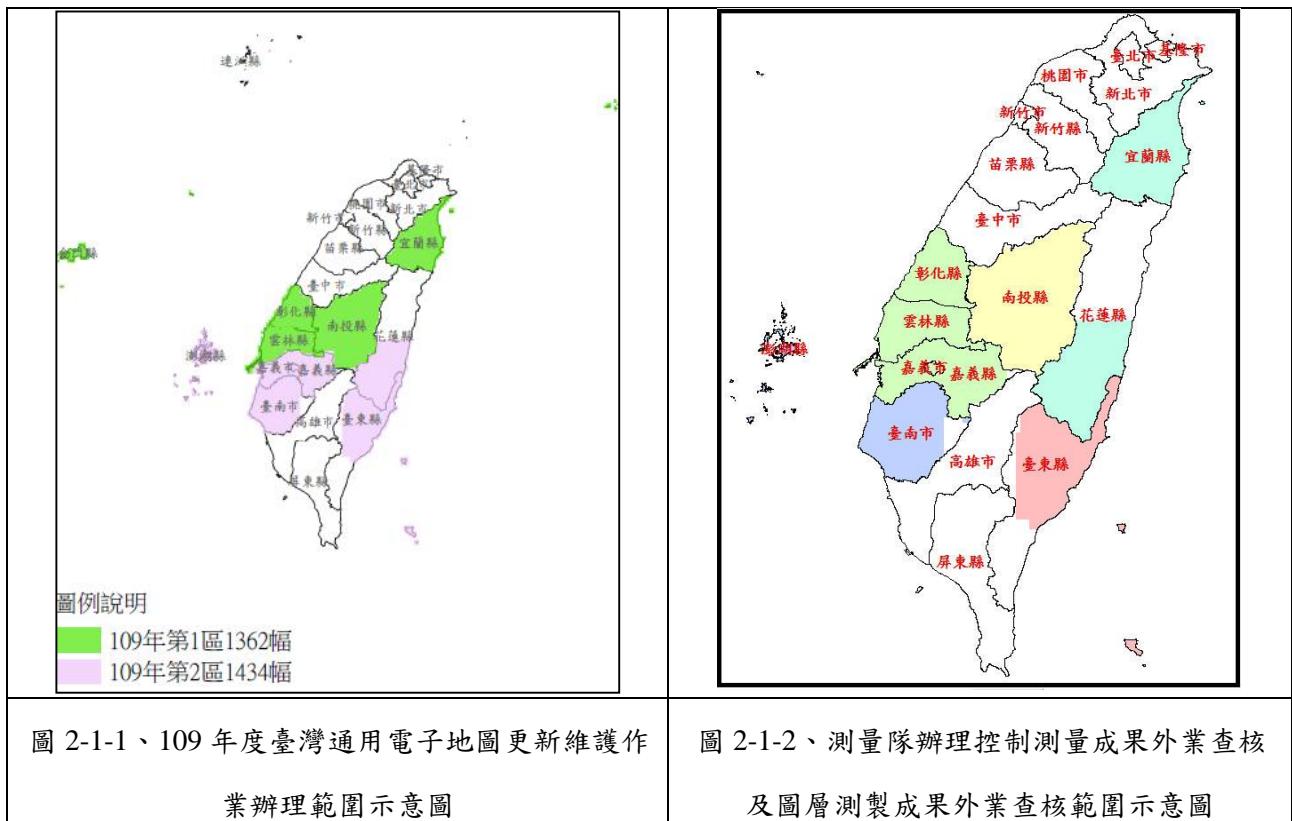 連江縣
基隆市
臺北市
桃園市
新北市
新竹市
新竹縣
宜蘭縣
苗栗縣
金門縣
臺中市
彰化縣
南投縣
花蓮縣
雲林縣
澎湖縣
嘉義市
嘉義縣
臺南市
高雄市
臺東縣
屏東縣
圖例說明
109年第1區1362幅
109年第2區1434幅
臺北市
基隆市
桃園市
新北市
新竹市
新竹縣
宜蘭縣
苗栗縣
臺中市
彰化縣
南投縣
雲林縣
花蓮縣
澎湖縣
嘉義市
嘉義縣
臺南市
高雄市
臺東縣
屏東縣
圖 2-1-1、109 年度臺灣通用電子地圖更新維護作
業辦理範圍示意圖
圖 2-1-2、測量隊辦理控制測量成果外業查核
及圖層測製成果外業查核範圍示意圖